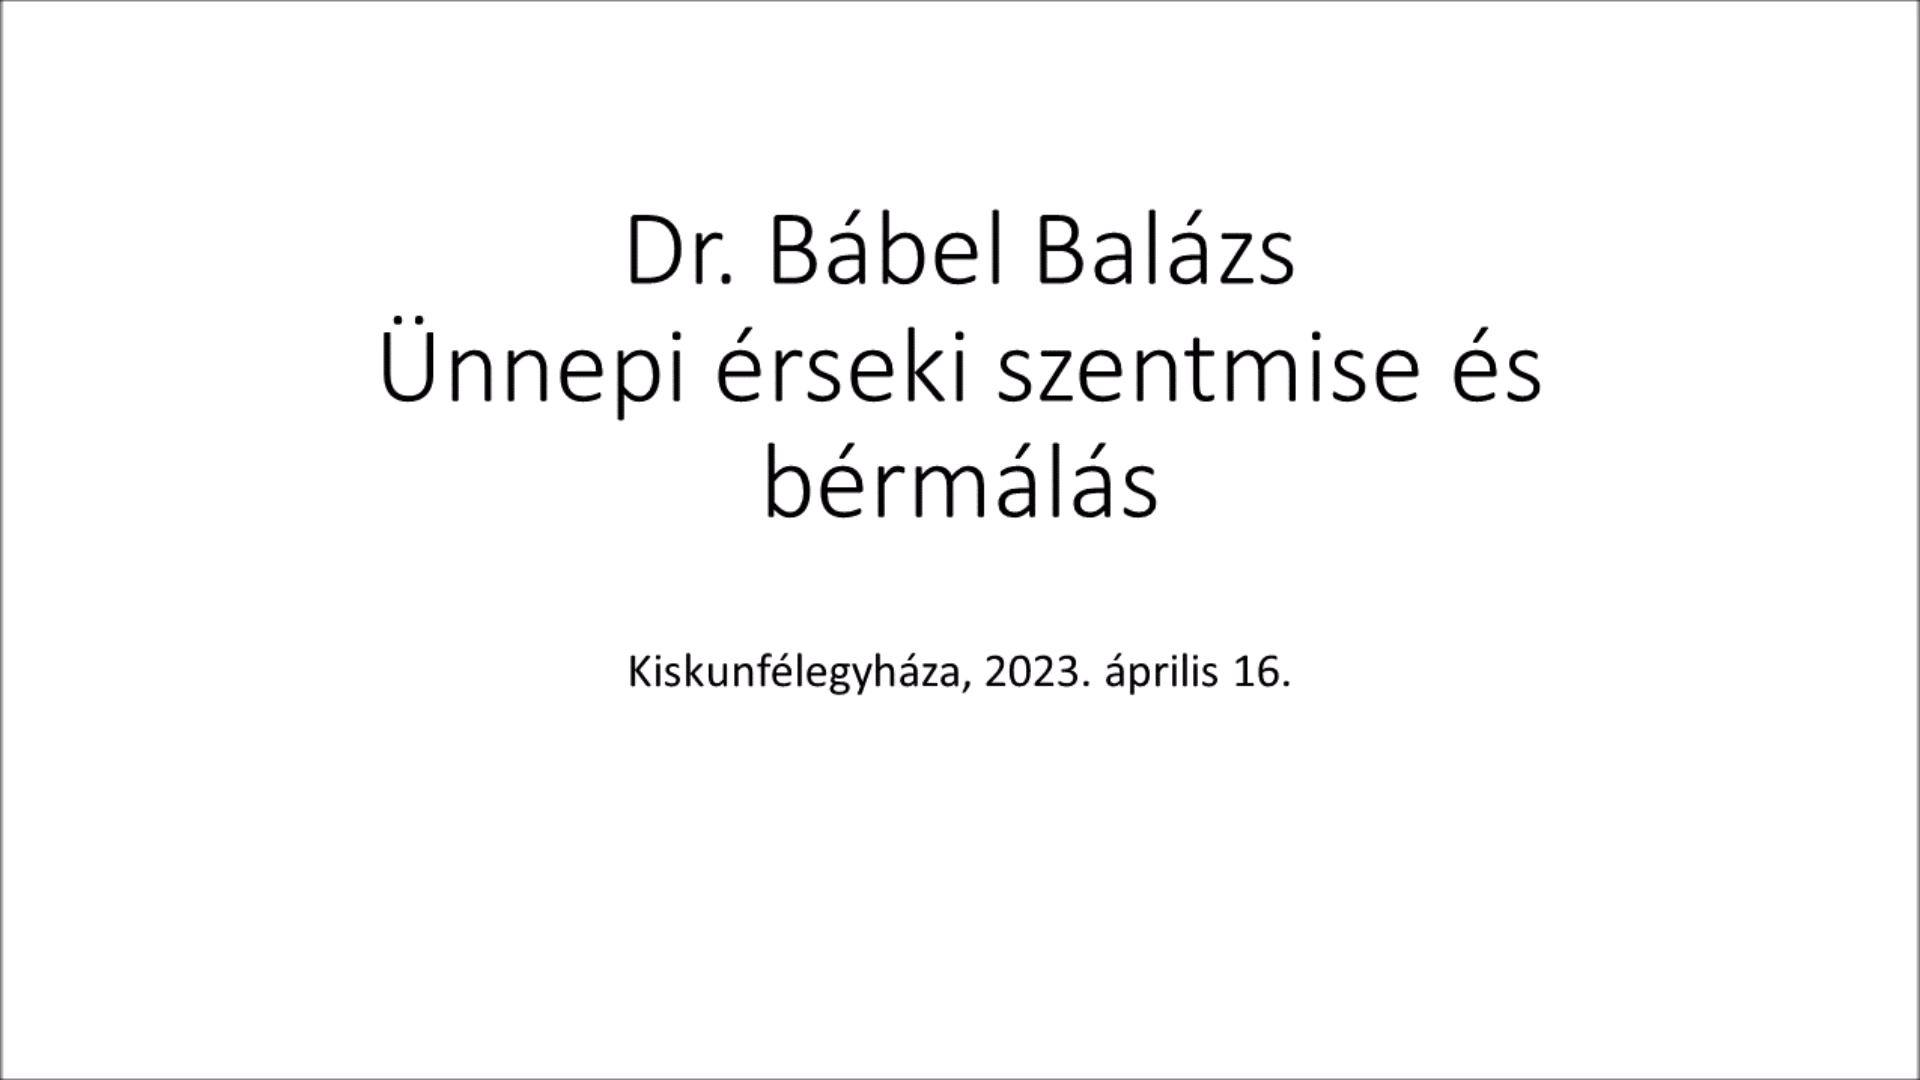 Dr. Bábel Balázs
Ünnepi érseki szentmise és
bérmálás
Kiskunfélegyháza, 2023. április 16.